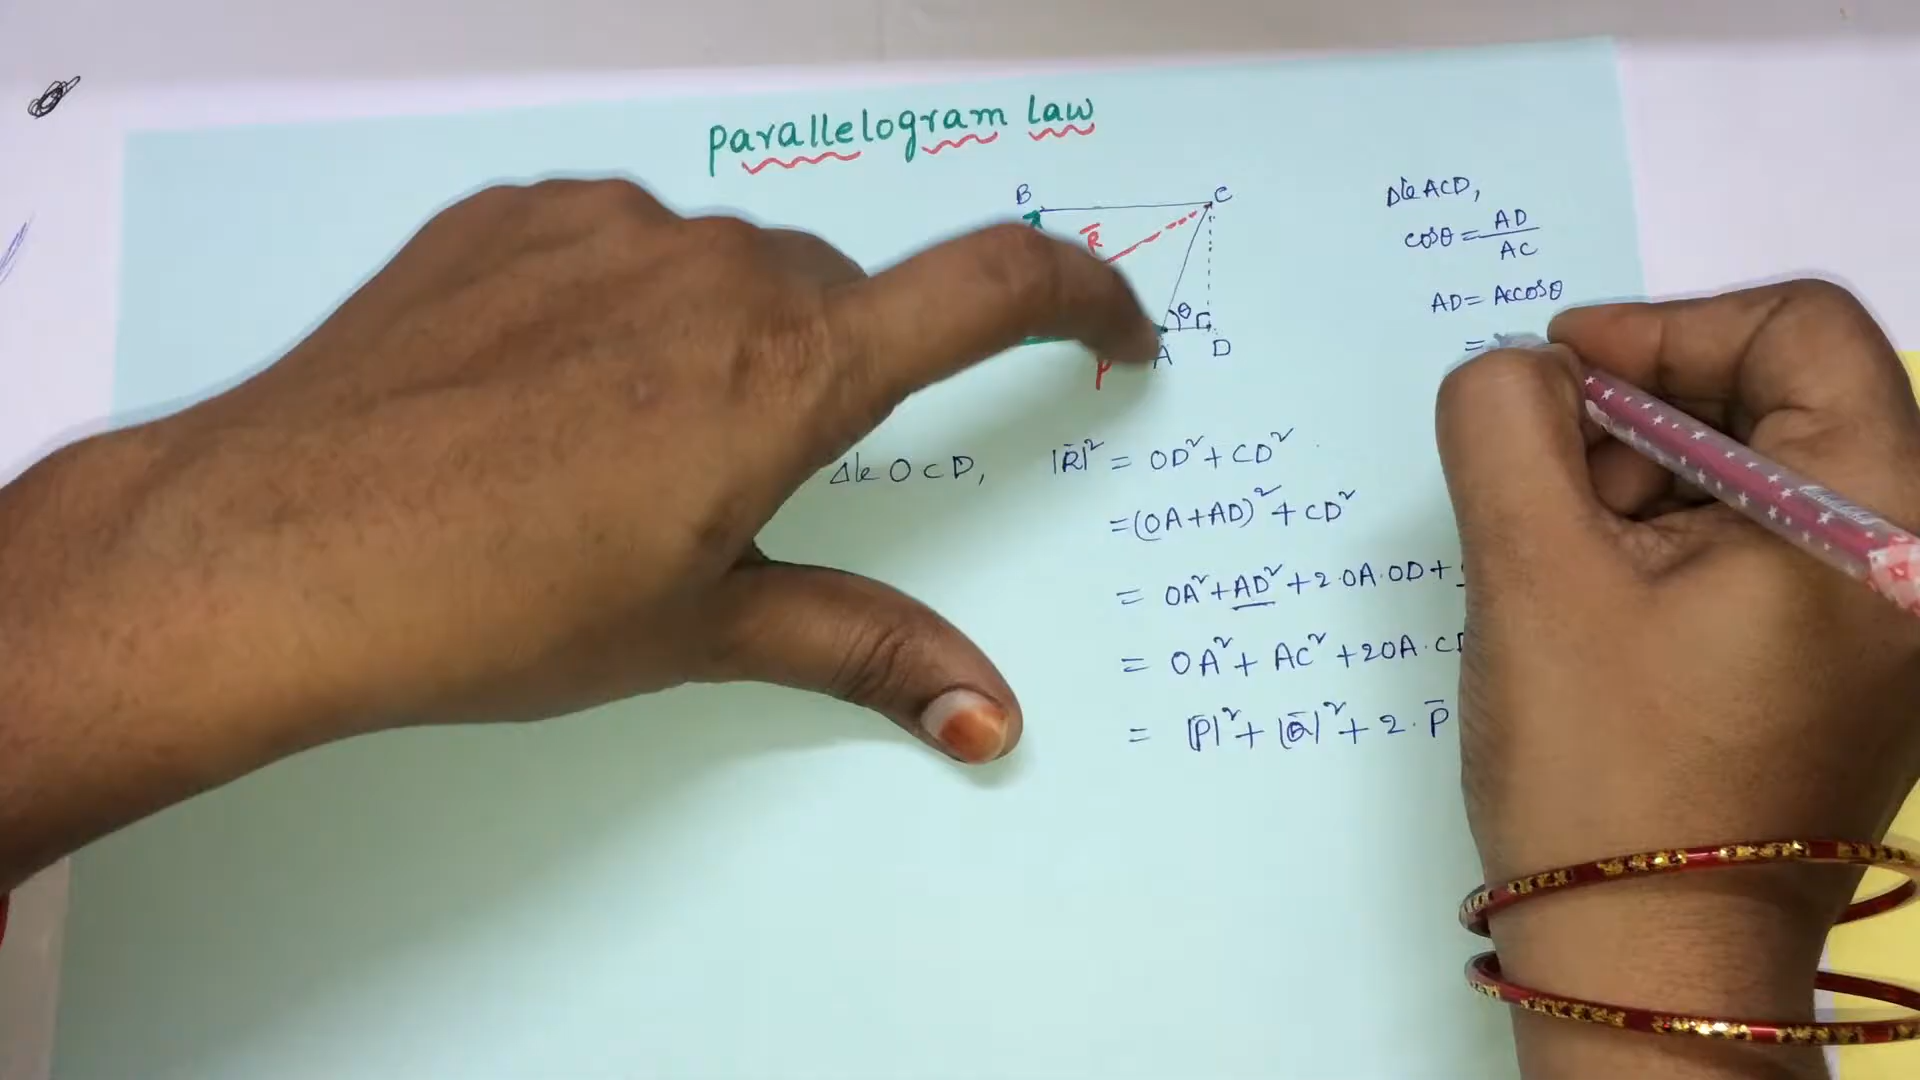 parallelogram law
B
C
R̄
θ
A
D
P
Δle OCD, |R̄|² = OD² + CD²
= (OA+AD)² + CD²
= OA² + AD² + 2·OA·OD +
= OA² + AC² + 2OA·CD
= |P̄|² + |Q̄|² + 2·P̄
Δle ACD,
cosθ = AD/AC
AD = ACcosθ
=